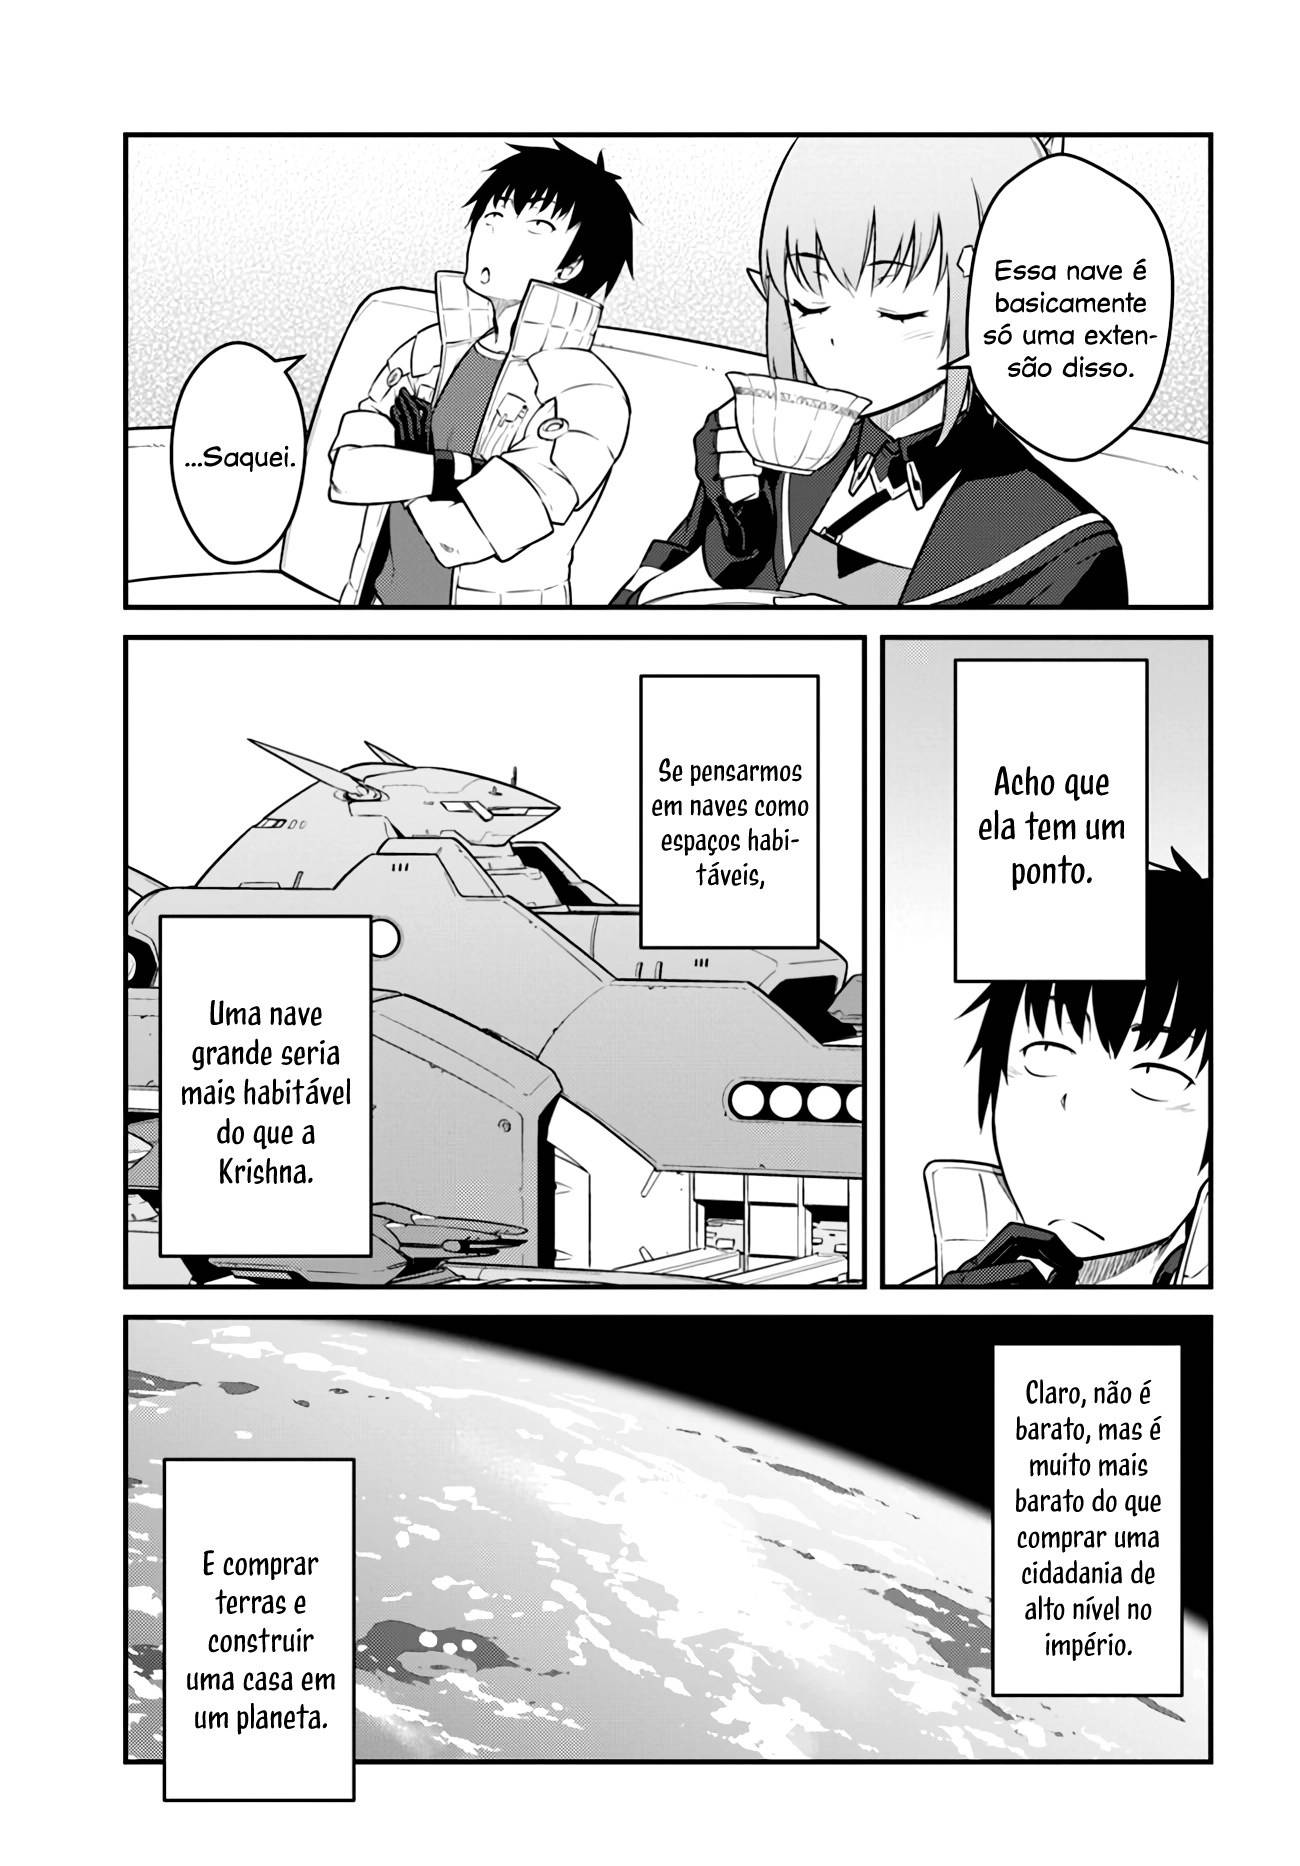 Essa nave é
basicamente
só uma exten-
são disso.
...Saquei.
Acho que
ela tem um
ponto.
Se pensarmos
em naves como
espaços habi-
táveis,
Uma nave
grande seria
mais habitável
do que a
Krishna.
Claro, não é
barato, mas é
muito mais
barato do que
comprar uma
cidadania de
alto nível no
império.
E comprar
terras e
construir
uma casa em
um planeta.